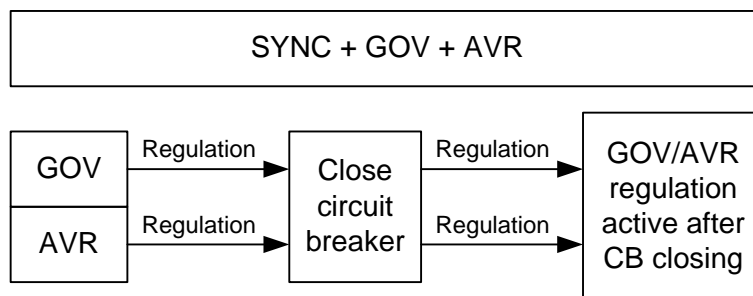 SYNC + GOV + AVR
GOV
Regulation
Close
circuit
breaker
Regulation
GOV/AVR
regulation
active after
CB closing
AVR
Regulation
Regulation